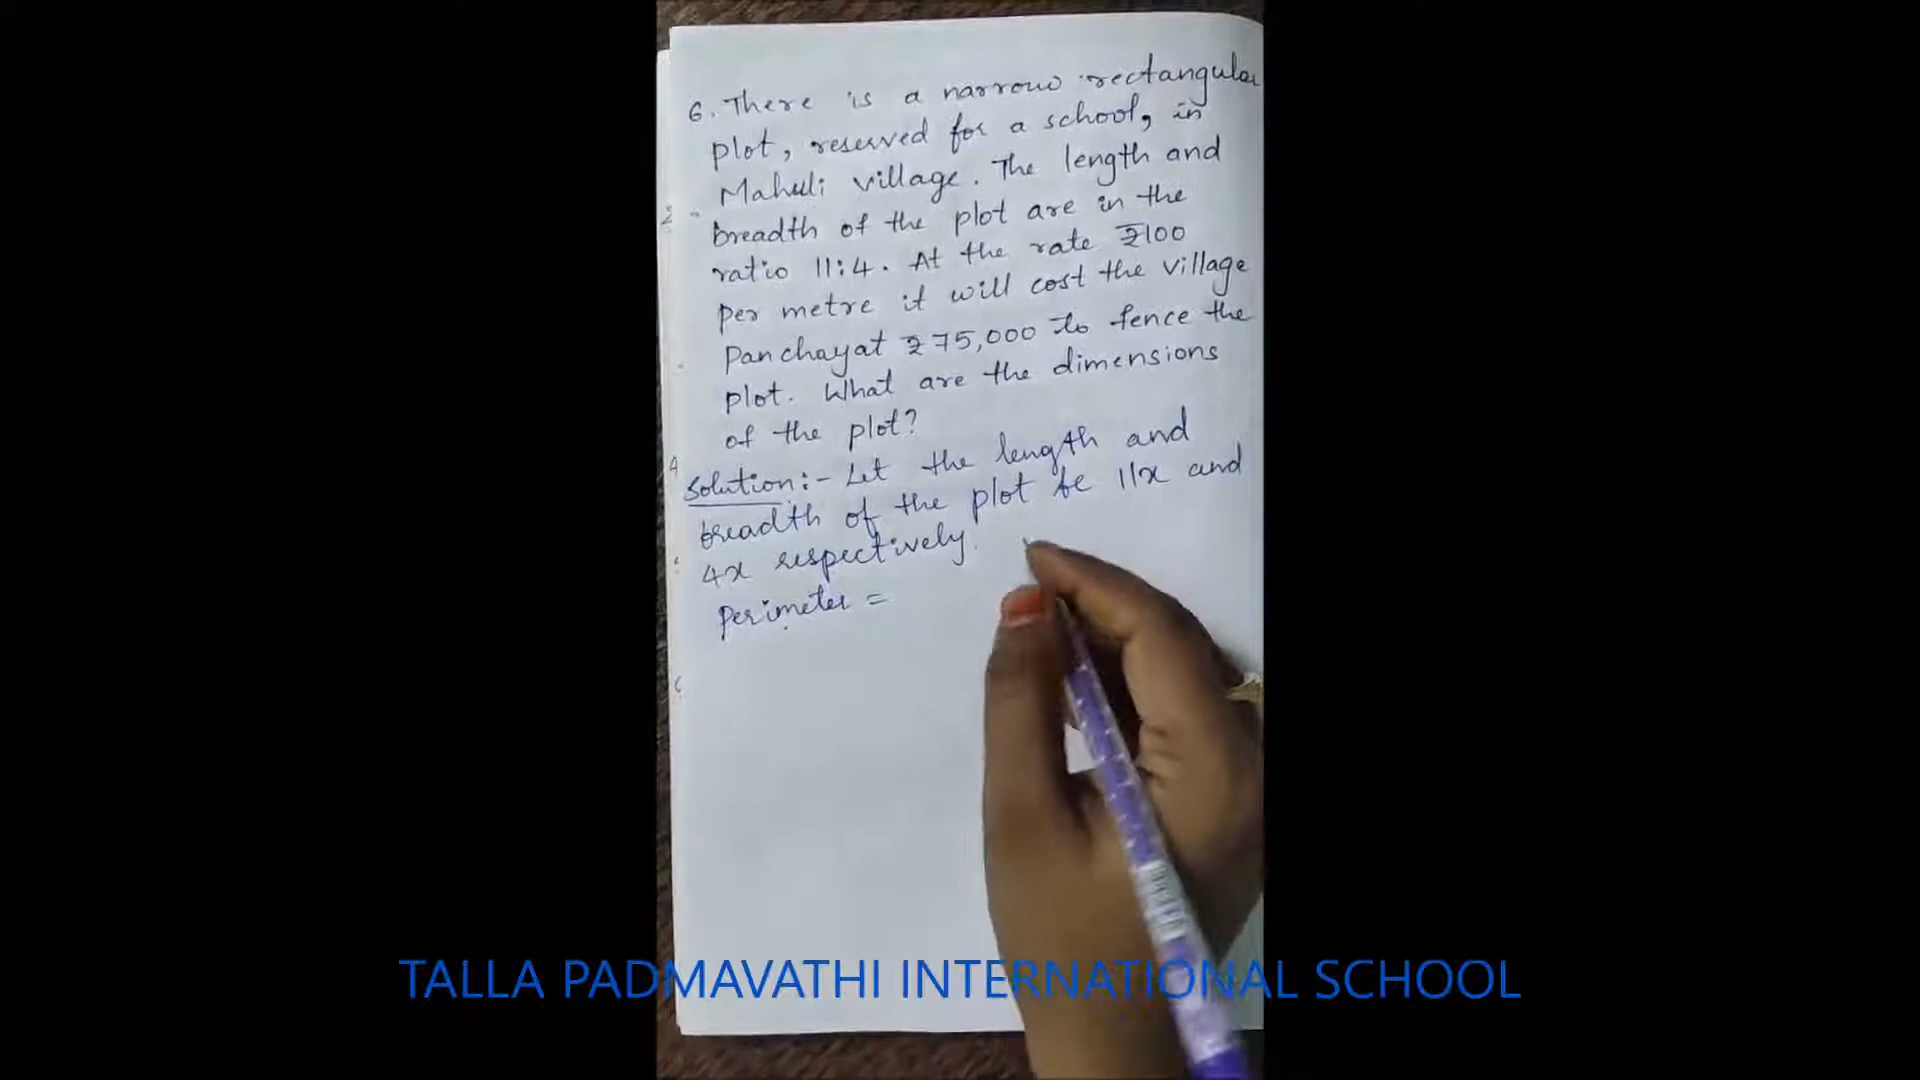 6. There is a narrow rectangular
plot, reserved for a school, in
Mahuli village. The length and
breadth of the plot are in the
ratio 11:4. At the rate ₹100
per metre it will cost the village
panchayat ₹75,000 to fence the
plot. What are the dimensions
of the plot?
Solution:- Let the length and
breadth of the plot be 11x and
4x respectively.
Perimeter =
TALLA PADMAVATHI INTERNATIONAL SCHOOL